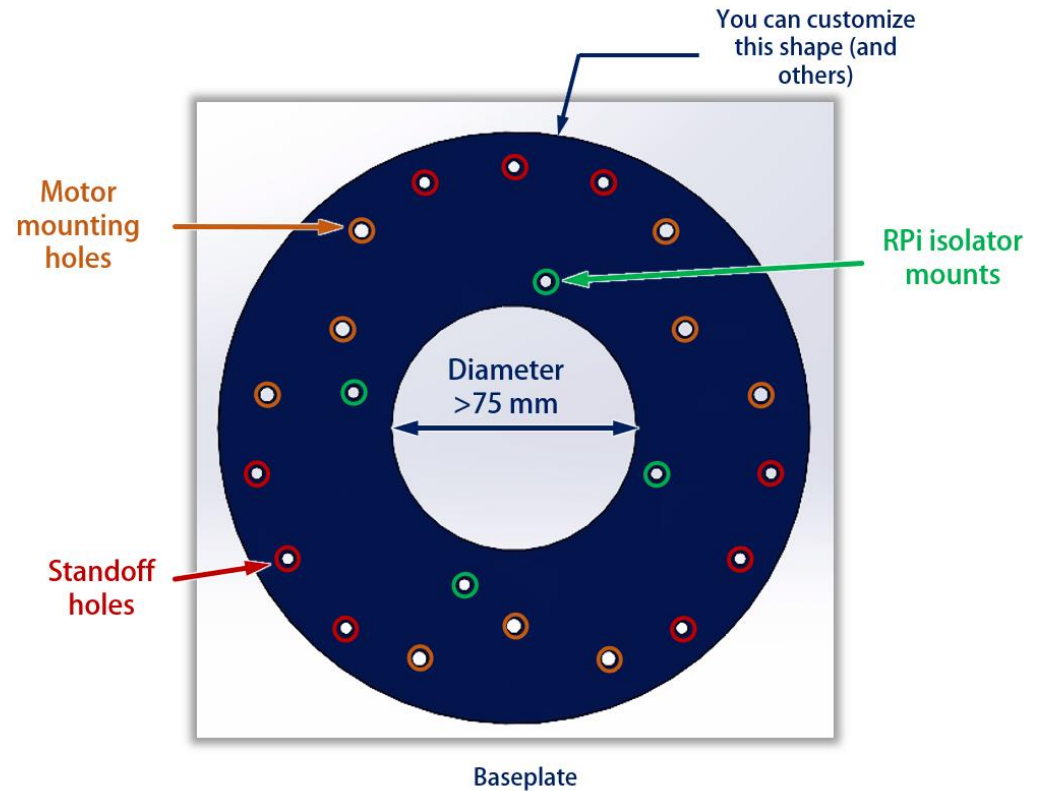 You can customize
this shape (and
others)
Motor
mounting
holes
RPi isolator
mounts
Diameter
>75 mm
Standoff
holes
Baseplate